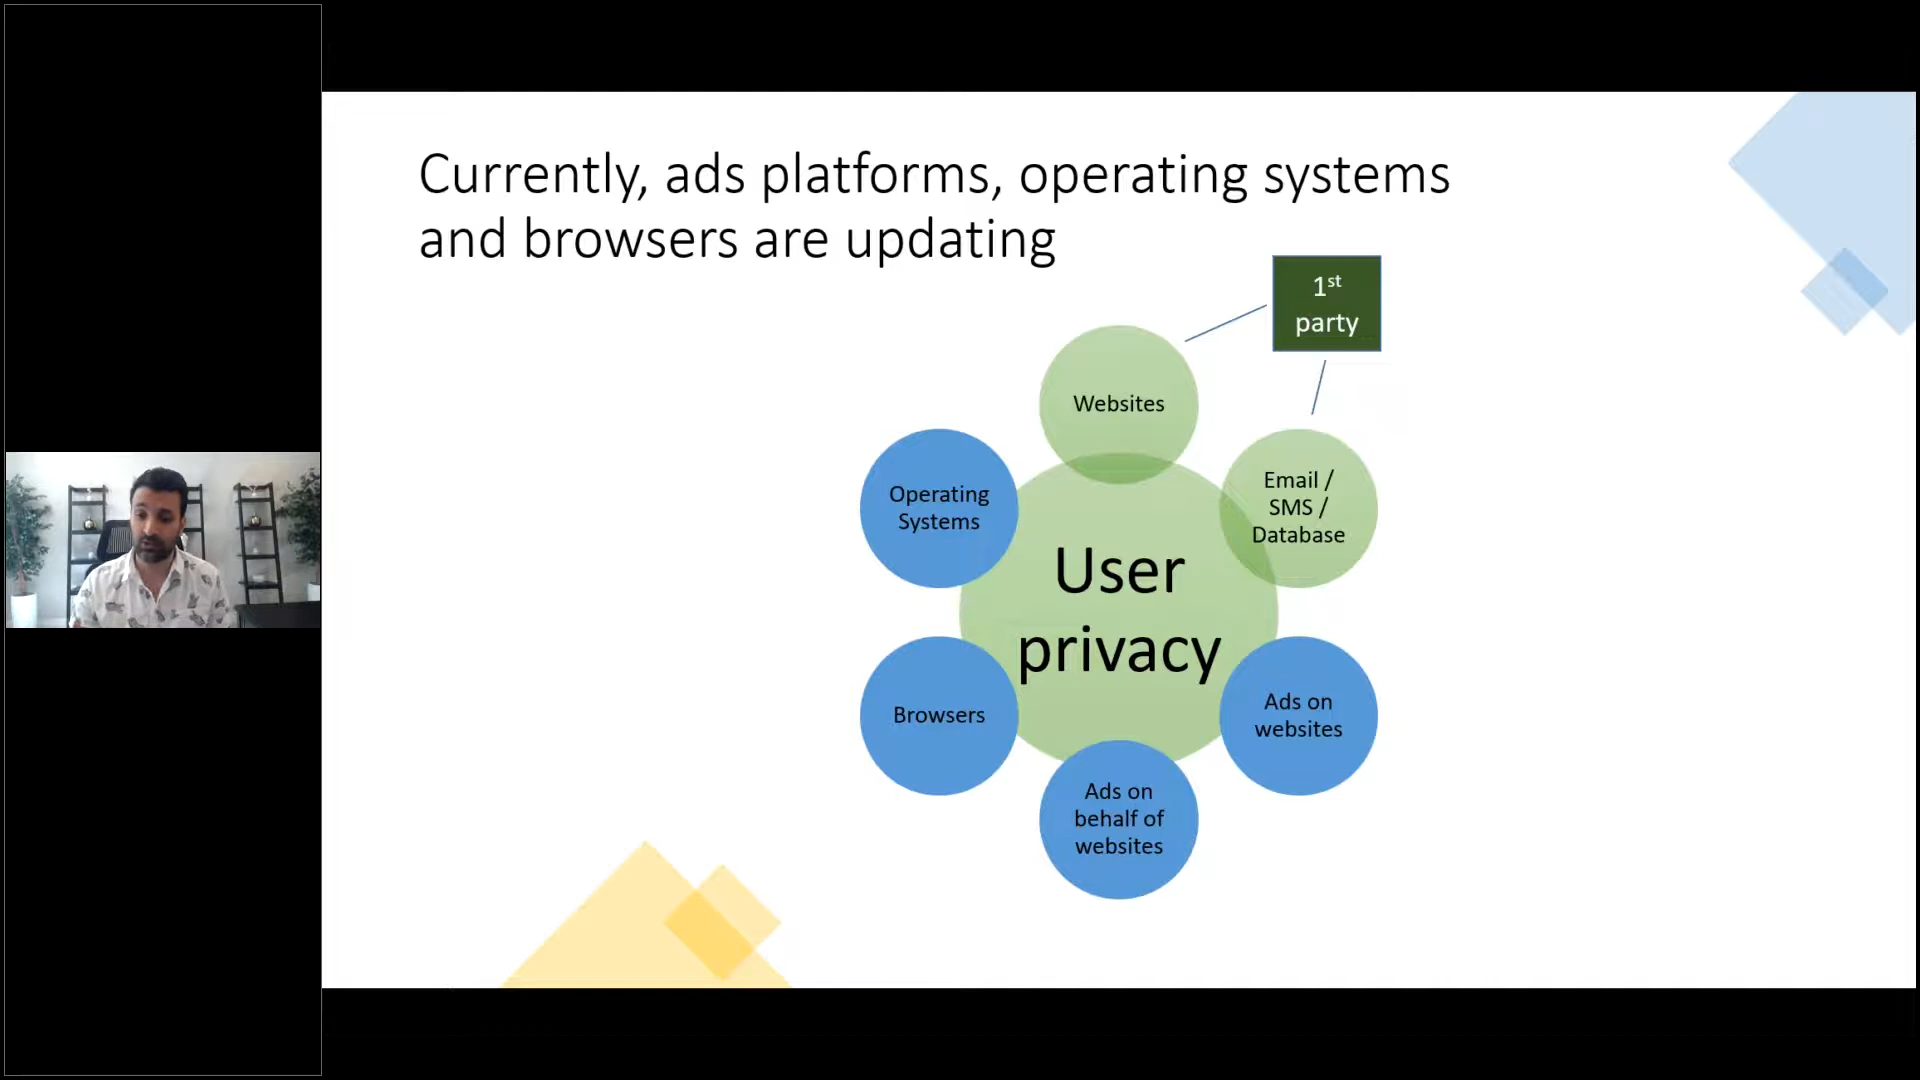 Currently, ads platforms, operating systems
and browsers are updating
1st
party
Websites
Email /
SMS /
Database
Operating
Systems
User
privacy
Browsers
Ads on
websites
Ads on
behalf of
websites